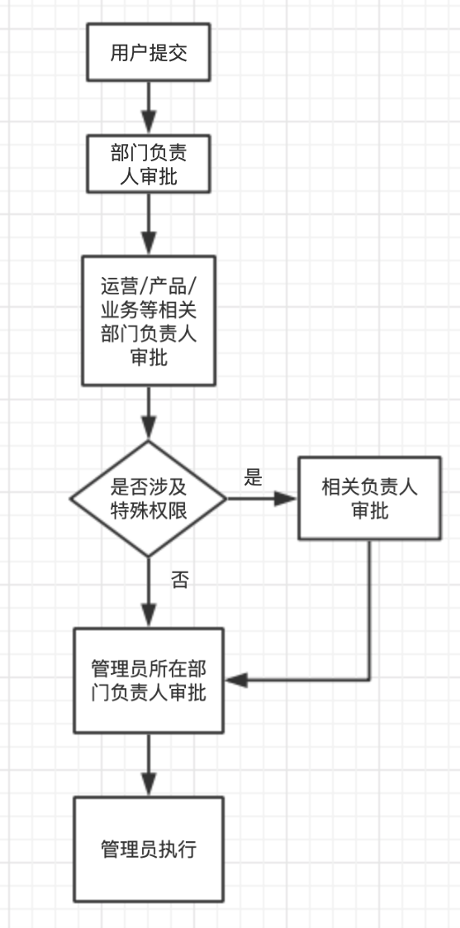 用户提交
部门负责
人审批
运营/产品/
业务等相关
部门负责人
审批
是否涉及
特殊权限
是
相关负责人
审批
否
管理员所在部
门负责人审批
管理员执行